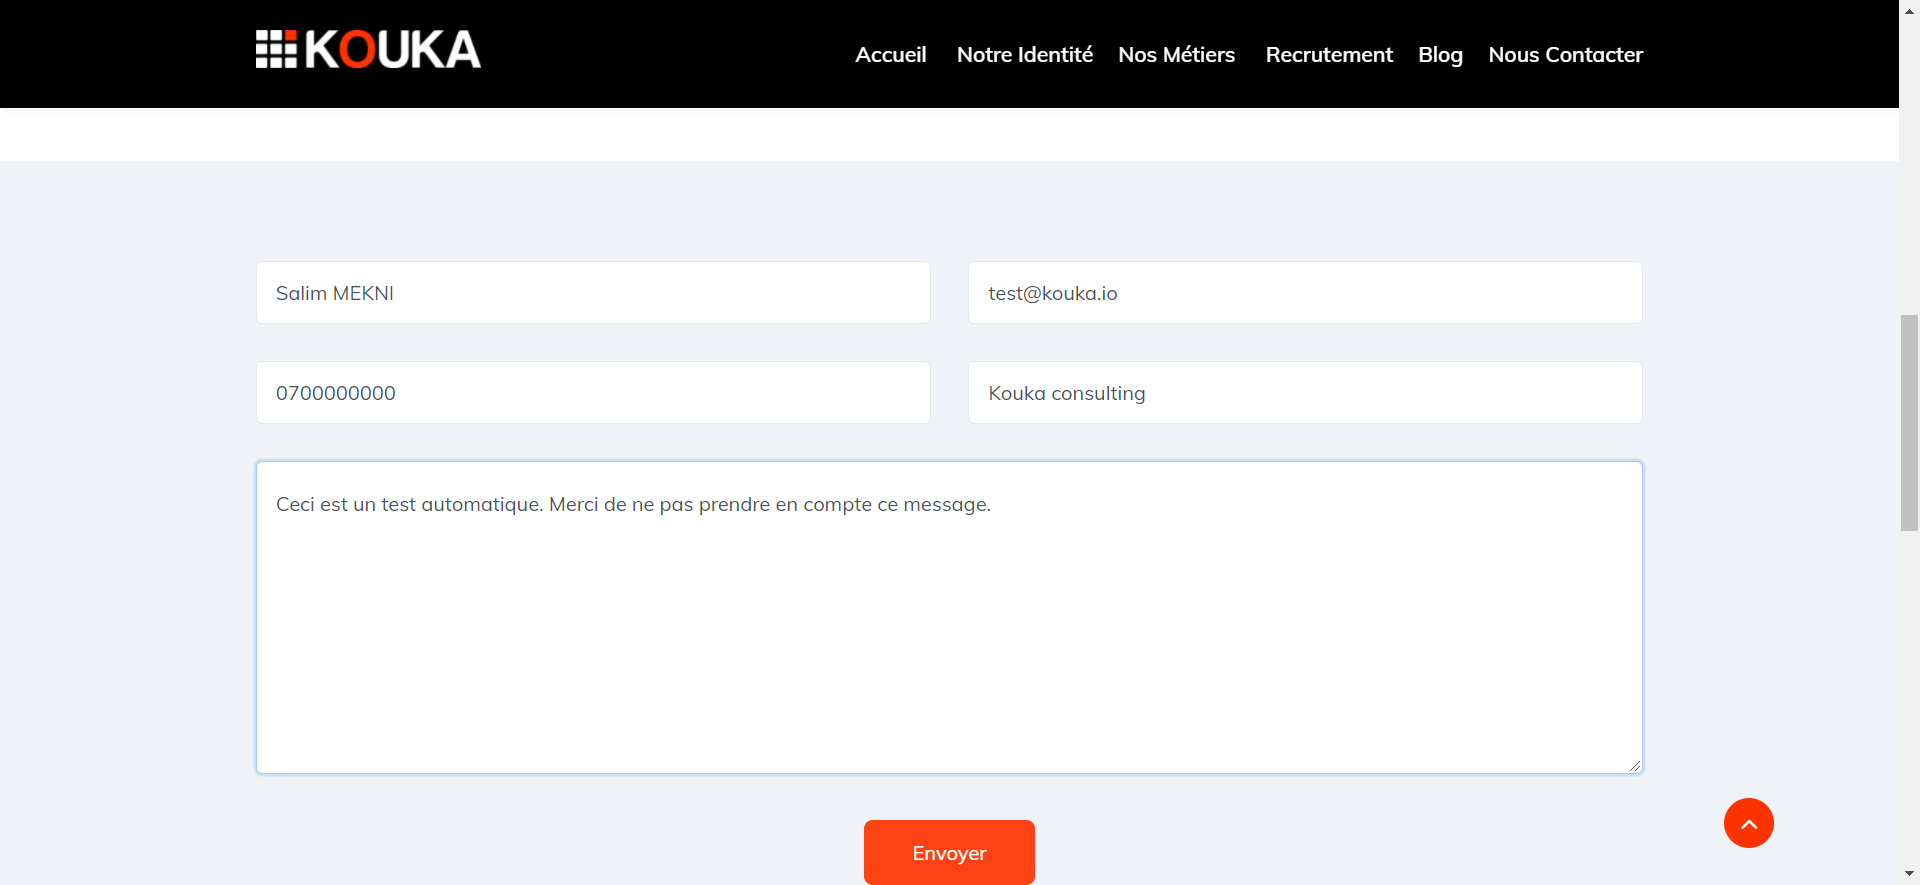 KOUKA
Accueil Notre Identité Nos Métiers Recrutement Blog Nous Contacter
Salim MEKNI
test@kouka.io
0700000000
Kouka consulting
Ceci est un test automatique. Merci de ne pas prendre en compte ce message.
Envoyer